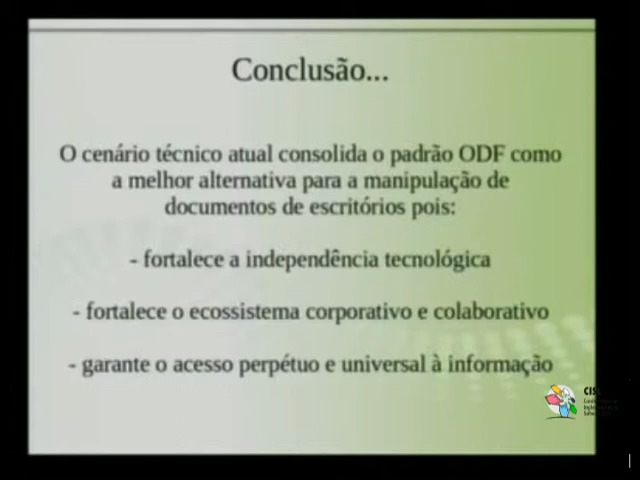 Conclusão...
O cenário técnico atual consolida o padrão ODF como
a melhor alternativa para a manipulação de
documentos de escritórios pois:
- fortalece a independência tecnológica
- fortalece o ecossistema corporativo e colaborativo
- garante o acesso perpétuo e universal à informação